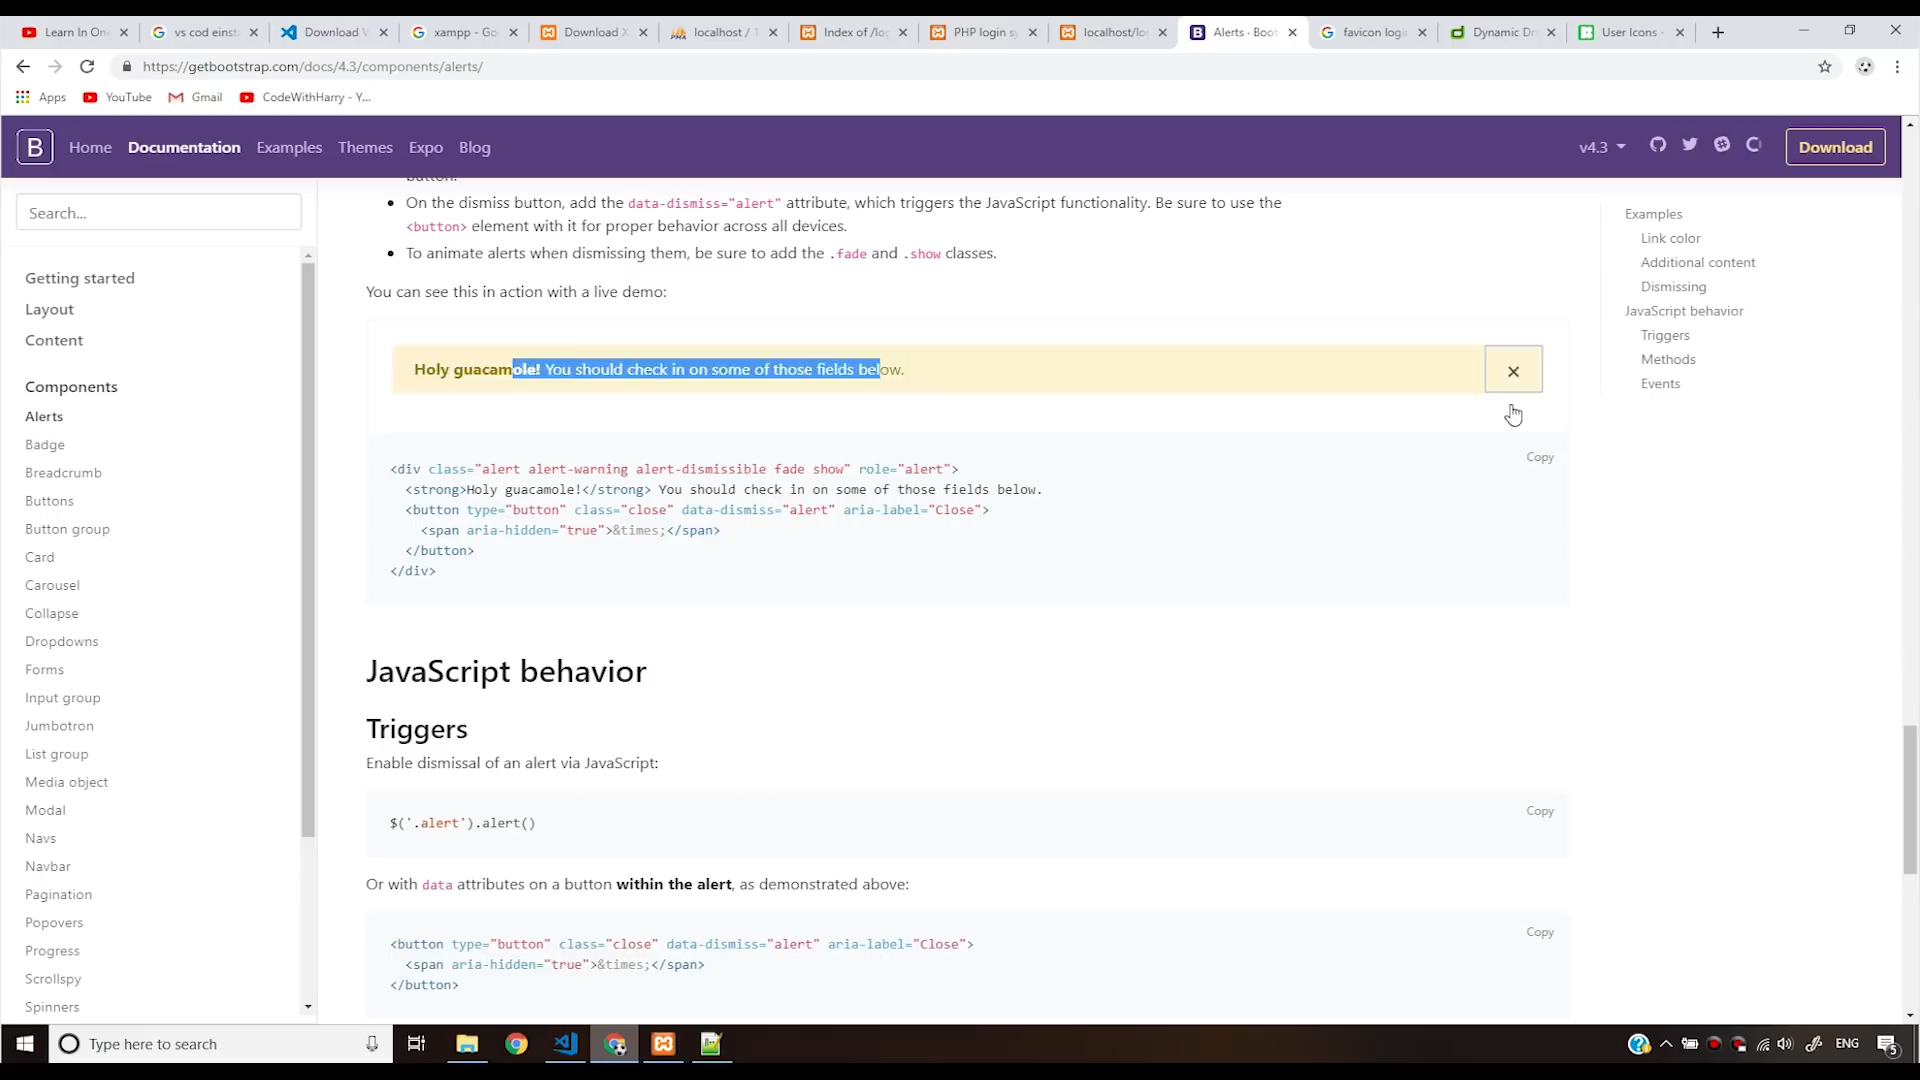 Learn In One
vs cod einst
Download V
xampp - Go
Download X
localhost / 1
Index of /log
PHP login sy
localhost/lo
Alerts · Boot
favicon logi
Dynamic Dr
User Icons -
https://getbootstrap.com/docs/4.3/components/alerts/
Apps
YouTube
Gmail
CodeWithHarry - Y...
B
Home
Documentation
Examples
Themes
Expo
Blog
v4.3
Download
Search...
Getting started
Layout
Content
Components
Alerts
Badge
Breadcrumb
Buttons
Button group
Card
Carousel
Collapse
Dropdowns
Forms
Input group
Jumbotron
List group
Media object
Modal
Navs
Navbar
Pagination
Popovers
Progress
Scrollspy
Spinners
button.
• On the dismiss button, add the data-dismiss="alert" attribute, which triggers the JavaScript functionality. Be sure to use the
<button> element with it for proper behavior across all devices.
• To animate alerts when dismissing them, be sure to add the .fade and .show classes.
You can see this in action with a live demo:
Holy guacamole! You should check in on some of those fields below.
×
Copy
<div class="alert alert-warning alert-dismissible fade show" role="alert">
<strong>Holy guacamole!</strong> You should check in on some of those fields below.
<button type="button" class="close" data-dismiss="alert" aria-label="Close">
<span aria-hidden="true">&times;</span>
</button>
</div>
JavaScript behavior
Triggers
Enable dismissal of an alert via JavaScript:
Copy
$('.alert').alert()
Or with data attributes on a button within the alert, as demonstrated above:
Copy
<button type="button" class="close" data-dismiss="alert" aria-label="Close">
<span aria-hidden="true">&times;</span>
</button>
Examples
Link color
Additional content
Dismissing
JavaScript behavior
Triggers
Methods
Events
Type here to search
ENG
5